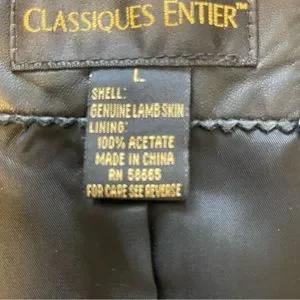 CLASSIQUES ENTIER™
L
SHELL:
GENUINE LAMB SKIN
LINING:
100% ACETATE
MADE IN CHINA
RN 58665
FOR CARE SEE REVERSE